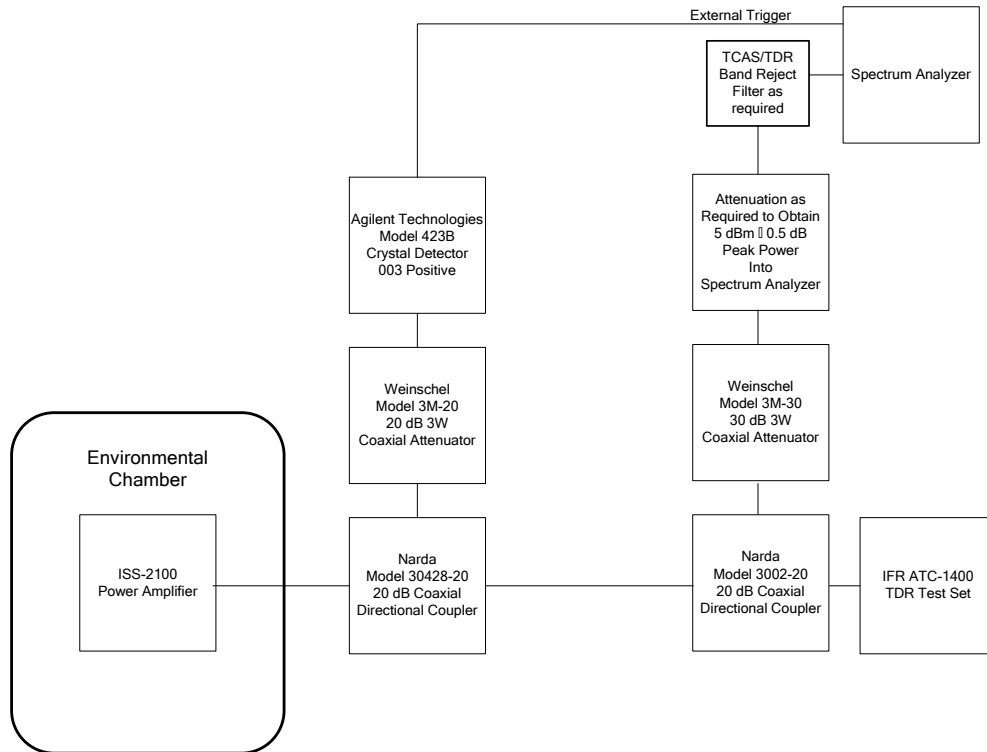 External Trigger
TCAS/TDR
Band Reject
Filter as
required
Spectrum Analyzer
Agilent Technologies
Model 423B
Crystal Detector
003 Positive
Attenuation as
Required to Obtain
5 dBm ▯ 0.5 dB
Peak Power
Into
Spectrum Analyzer
Weinschel
Model 3M-20
20 dB 3W
Coaxial Attenuator
Weinschel
Model 3M-30
30 dB 3W
Coaxial Attenuator
Environmental
Chamber
ISS-2100
Power Amplifier
Narda
Model 30428-20
20 dB Coaxial
Directional Coupler
Narda
Model 3002-20
20 dB Coaxial
Directional Coupler
IFR ATC-1400
TDR Test Set